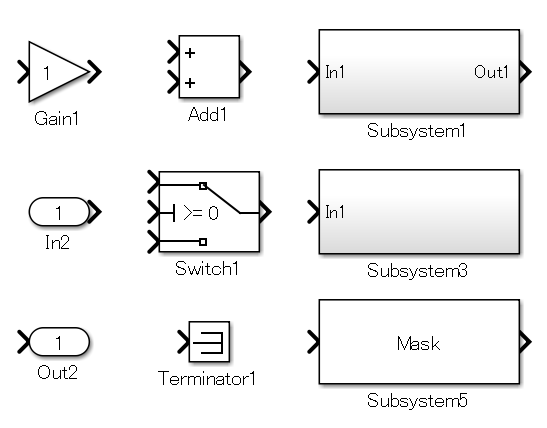 1
Gain1
+
+
Add1
In1 Out1
Subsystem1
1
In2
>= 0
Switch1
In1
Subsystem3
1
Out2
Terminator1
Mask
Subsystem5